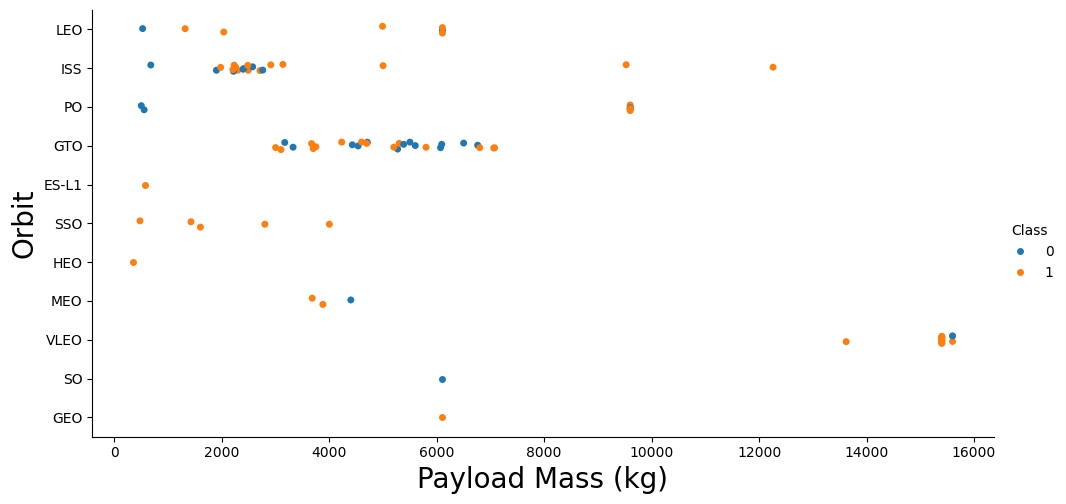 LEO
ISS
PO
GTO
ES-L1
SSO
HEO
MEO
VLEO
SO
GEO
Orbit
0 2000 4000 6000 8000 10000 12000 14000 16000
Payload Mass (kg)
Class
0
1